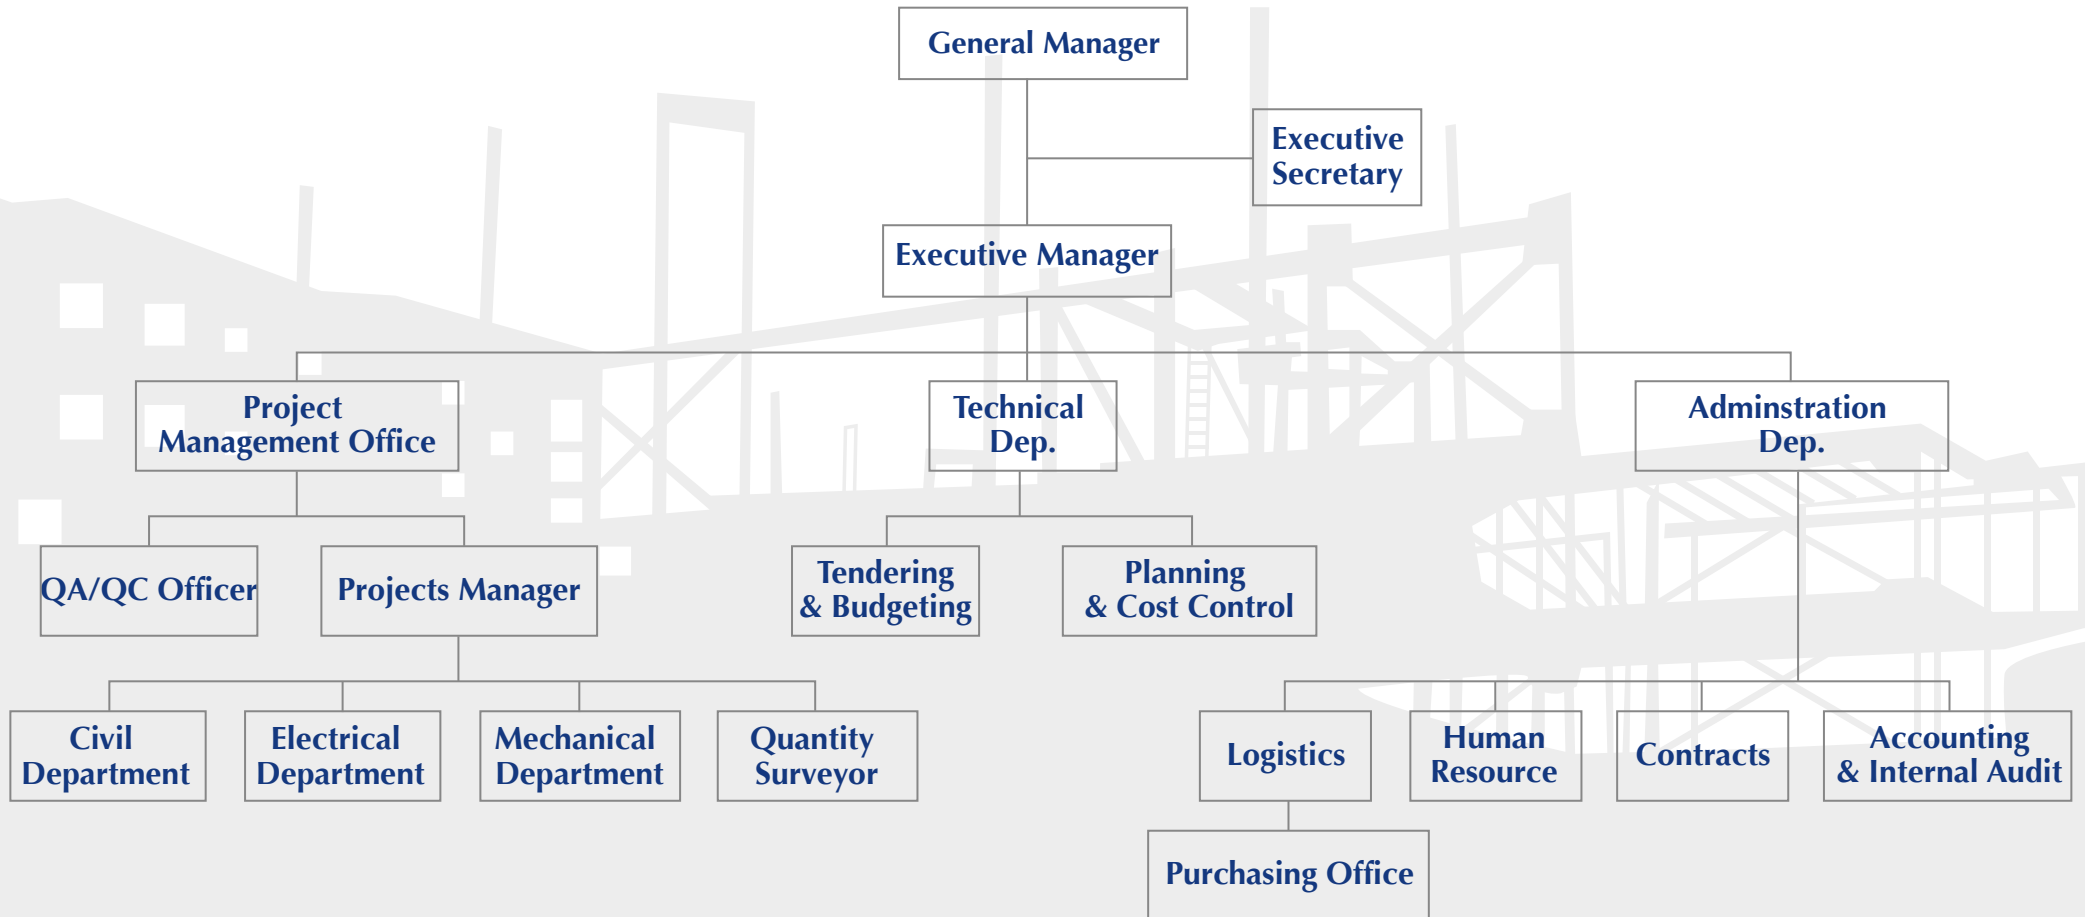 General Manager
Executive
Secretary
Executive Manager
Project
Management Office
Technical
Dep.
Adminstration
Dep.
QA/QC Officer
Projects Manager
Tendering
& Budgeting
Planning
& Cost Control
Civil
Department
Electrical
Department
Mechanical
Department
Quantity
Surveyor
Logistics
Human
Resource
Contracts
Accounting
& Internal Audit
Purchasing Office